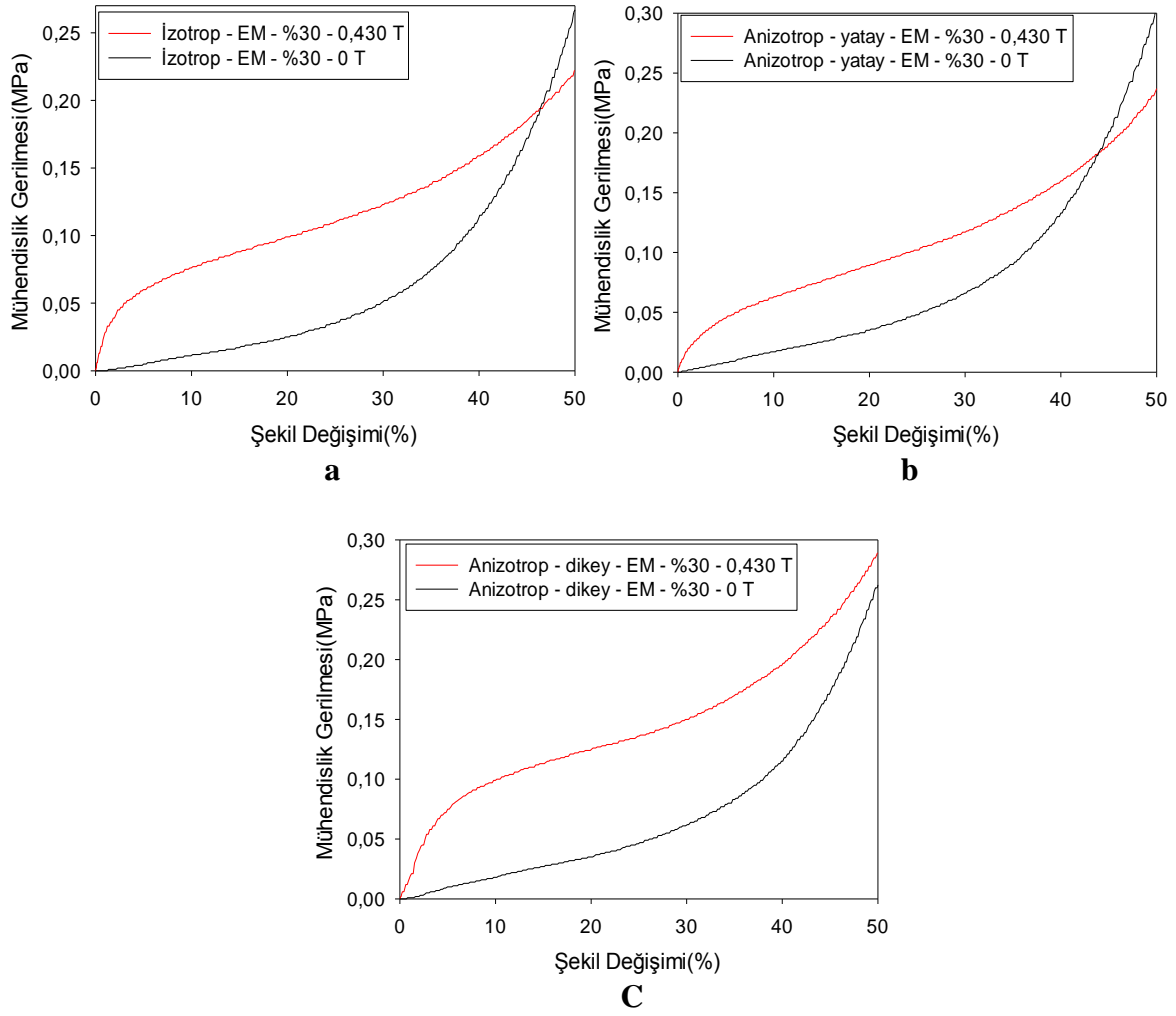 İzotrop - EM - %30 - 0,430 T
İzotrop - EM - %30 - 0 T
Mühendislik Gerilmesi(MPa)
0,25
0,20
0,15
0,10
0,05
0,00
0 10 20 30 40 50
Şekil Değişimi(%)
a
Anizotrop - yatay - EM - %30 - 0,430 T
Anizotrop - yatay - EM - %30 - 0 T
Mühendislik Gerilmesi(MPa)
0,30
0,25
0,20
0,15
0,10
0,05
0,00
0 10 20 30 40 50
Şekil Değişimi(%)
b
Anizotrop - dikey - EM - %30 - 0,430 T
Anizotrop - dikey - EM - %30 - 0 T
Mühendislik Gerilmesi(MPa)
0,30
0,25
0,20
0,15
0,10
0,05
0,00
0 10 20 30 40 50
Şekil Değişimi(%)
C